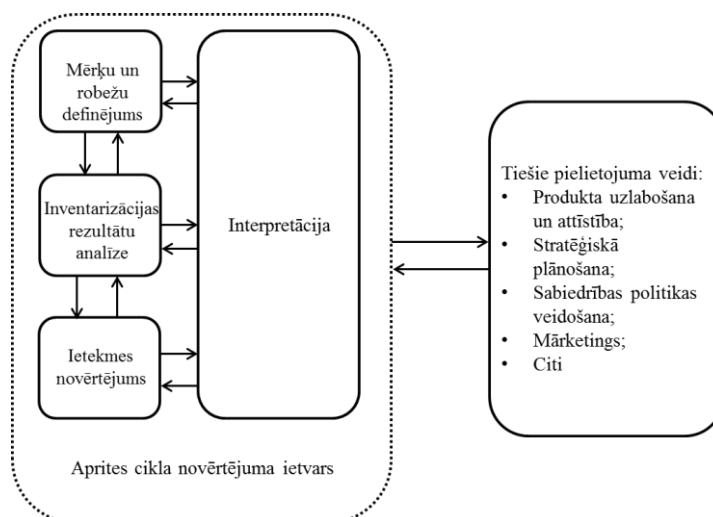 Mērķu un
robežu
definējums
Inventarizācijas
rezultātu
analīze
Ietekmes
novērtējums
Interpretācija
Aprites cikla novērtējuma ietvars
Tiešie pielietojuma veidi:
• Produkta uzlabošana
un attīstība;
• Stratēģiskā
plānošana;
• Sabiedrības politikas
veidošana;
• Mārketings;
• Citi